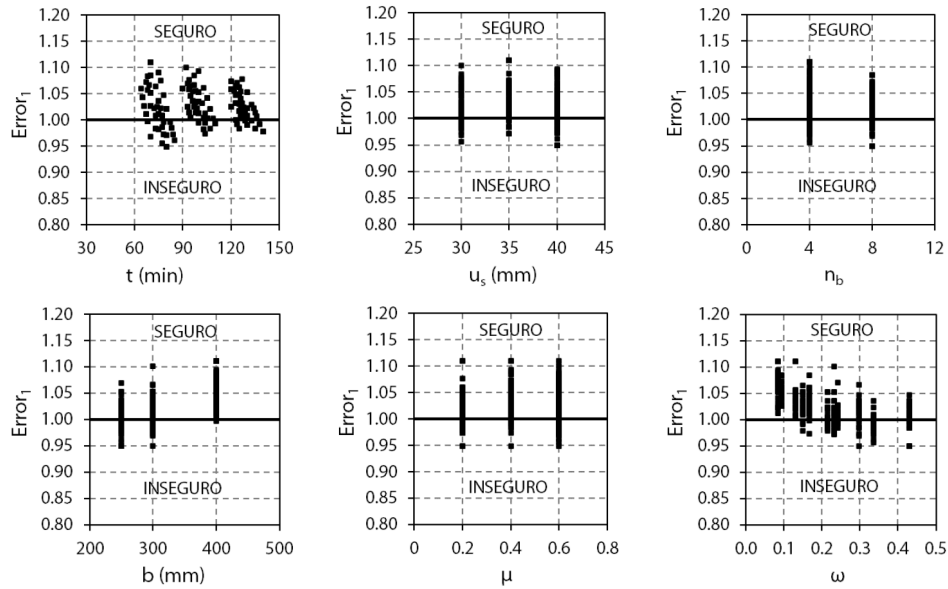 1.20
1.15
1.10
1.05
1.00
0.95
0.90
0.85
0.80
Error1
SEGURO
INSEGURO
30 60 90 120 150
t (min)
1.20
1.15
1.10
1.05
1.00
0.95
0.90
0.85
0.80
Error1
SEGURO
INSEGURO
25 30 35 40 45
us (mm)
1.20
1.15
1.10
1.05
1.00
0.95
0.90
0.85
0.80
Error1
SEGURO
INSEGURO
0 4 8 12
nb
1.20
1.15
1.10
1.05
1.00
0.95
0.90
0.85
0.80
Error1
SEGURO
INSEGURO
200 300 400 500
b (mm)
1.20
1.15
1.10
1.05
1.00
0.95
0.90
0.85
0.80
Error1
SEGURO
INSEGURO
0 0.2 0.4 0.6 0.8
μ
1.20
1.15
1.10
1.05
1.00
0.95
0.90
0.85
0.80
Error1
SEGURO
INSEGURO
0.0 0.1 0.2 0.3 0.4 0.5
ω